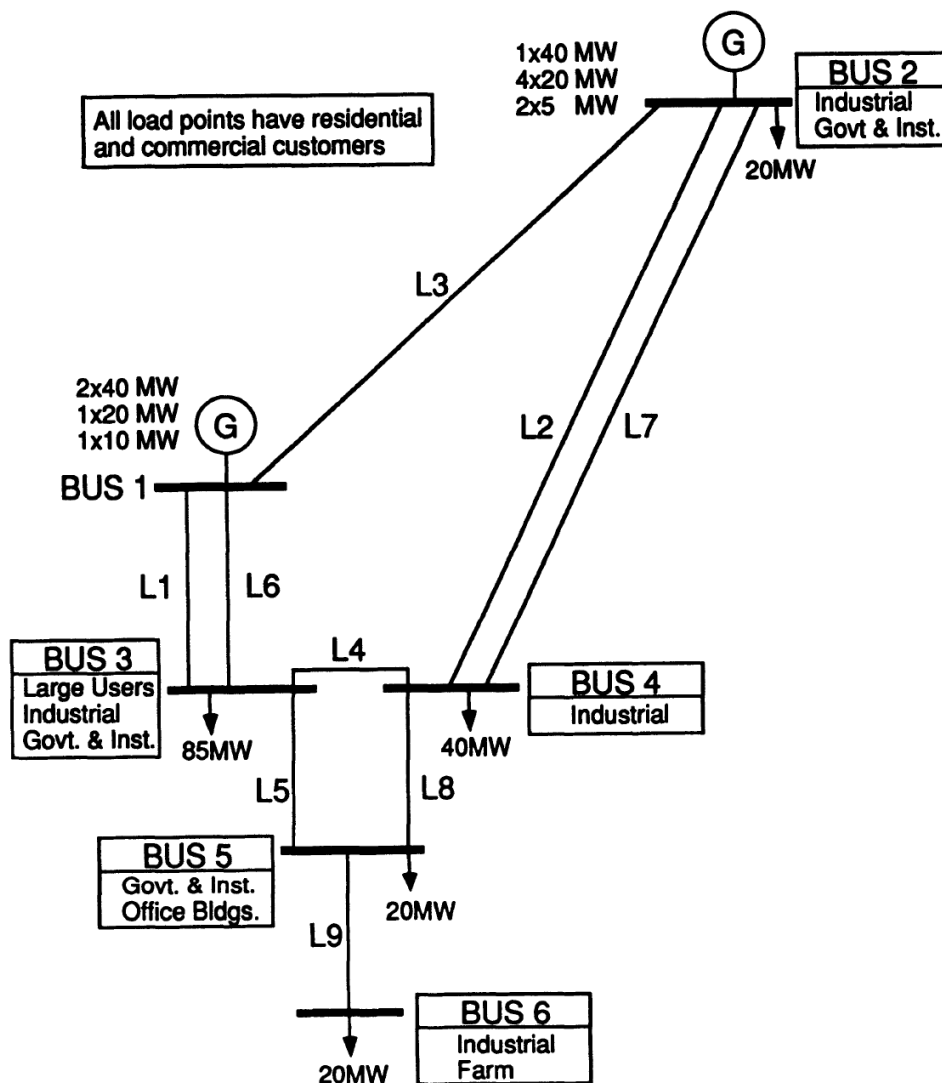 1x40 MW
4x20 MW
2x5 MW
G
BUS 2
Industrial
Govt & Inst.
20MW
All load points have residential
and commercial customers
L3
2x40 MW
1x20 MW
1x10 MW
G
L2
L7
BUS 1
L1
L6
L4
BUS 3
Large Users
Industrial
Govt. & Inst.
85MW
BUS 4
Industrial
40MW
L5
L8
BUS 5
Govt. & Inst.
Office Bldgs.
20MW
L9
BUS 6
Industrial
Farm
20MW